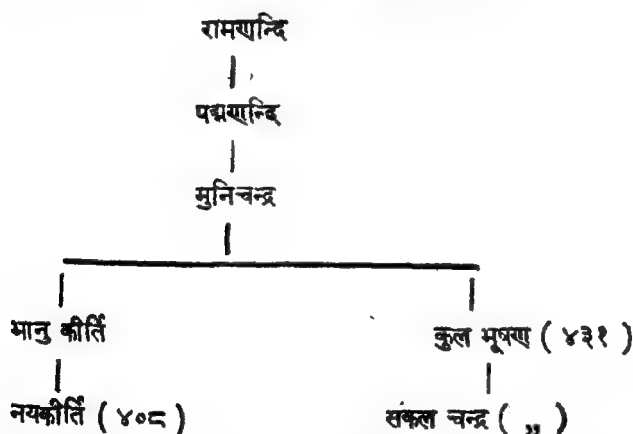 रामणन्दि
पद्मणन्दि
मुनिचन्द्र
भानु कीर्ति कुल भूषण ( ४३१ )
नयकीर्ति ( ४०८ ) सकल चन्द्र ( ,, )